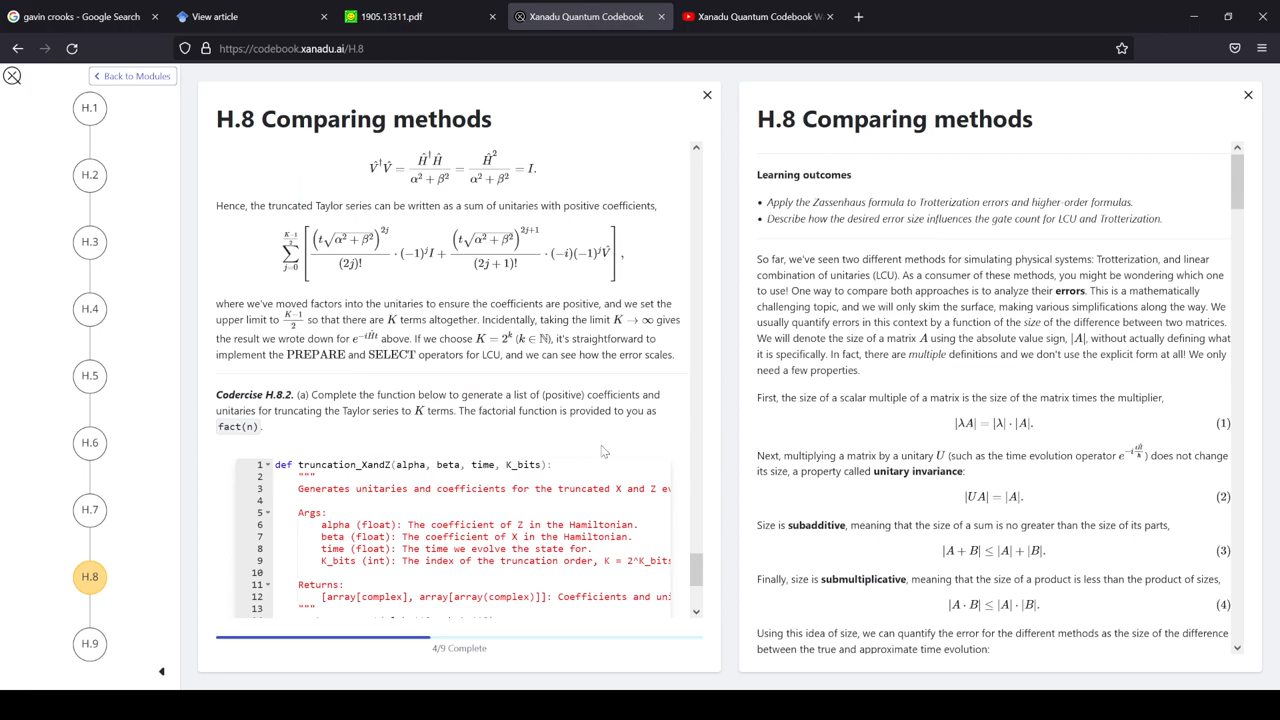 gavin crooks - Google Search
View article
1905.13311.pdf
Xanadu Quantum Codebook
Xanadu Quantum Codebook W
https://codebook.xanadu.ai/H.8
Back to Modules
H.1
H.2
H.3
H.4
H.5
H.6
H.7
H.8
H.9
H.8 Comparing methods
V̂†V̂ = Ĥ†Ĥ / (α² + β²) = Ĥ² / (α² + β²) = I.
Hence, the truncated Taylor series can be written as a sum of unitaries with positive coefficients,
∑_{j=0}^{(K−1)/2} [ (t√(α² + β²))^{2j} / (2j)! · (−1)^j I + (t√(α² + β²))^{2j+1} / (2j + 1)! · (−i)(−1)^j V̂ ],
where we've moved factors into the unitaries to ensure the coefficients are positive, and we set the
upper limit to (K−1)/2 so that there are K terms altogether. Incidentally, taking the limit K → ∞ gives
the result we wrote down for e^{−iĤt} above. If we choose K = 2^k (k ∈ ℕ), it's straightforward to
implement the PREPARE and SELECT operators for LCU, and we can see how the error scales.
Codercise H.8.2. (a) Complete the function below to generate a list of (positive) coefficients and
unitaries for truncating the Taylor series to K terms. The factorial function is provided to you as
fact(n).
1 def truncation_XandZ(alpha, beta, time, K_bits):
2 """
3 Generates unitaries and coefficients for the truncated X and Z ev
4
5 Args:
6 alpha (float): The coefficient of Z in the Hamiltonian.
7 beta (float): The coefficient of X in the Hamiltonian.
8 time (float): The time we evolve the state for.
9 K_bits (int): The index of the truncation order, K = 2^K_bits
10
11 Returns:
12 [array[complex], array[array(complex)]]: Coefficients and uni
13 """
4/9 Complete
H.8 Comparing methods
Learning outcomes
• Apply the Zassenhaus formula to Trotterization errors and higher-order formulas.
• Describe how the desired error size influences the gate count for LCU and Trotterization.
So far, we've seen two different methods for simulating physical systems: Trotterization, and linear
combination of unitaries (LCU). As a consumer of these methods, you might be wondering which one
to use! One way to compare both approaches is to analyze their errors. This is a mathematically
challenging topic, and we will only skim the surface, making various simplifications along the way. We
usually quantify errors in this context by a function of the size of the difference between two matrices.
We will denote the size of a matrix A using the absolute value sign, |A|, without actually defining what
it is specifically. In fact, there are multiple definitions and we don't use the explicit form at all! We only
need a few properties.
First, the size of a scalar multiple of a matrix is the size of the matrix times the multiplier,
|λA| = |λ| · |A|. (1)
Next, multiplying a matrix by a unitary U (such as the time evolution operator e^{−i tĤ/ħ}) does not change
its size, a property called unitary invariance:
|UA| = |A|. (2)
Size is subadditive, meaning that the size of a sum is no greater than the size of its parts,
|A + B| ≤ |A| + |B|. (3)
Finally, size is submultiplicative, meaning that the size of a product is less than the product of sizes,
|A · B| ≤ |A| · |B|. (4)
Using this idea of size, we can quantify the error for the different methods as the size of the difference
between the true and approximate time evolution: